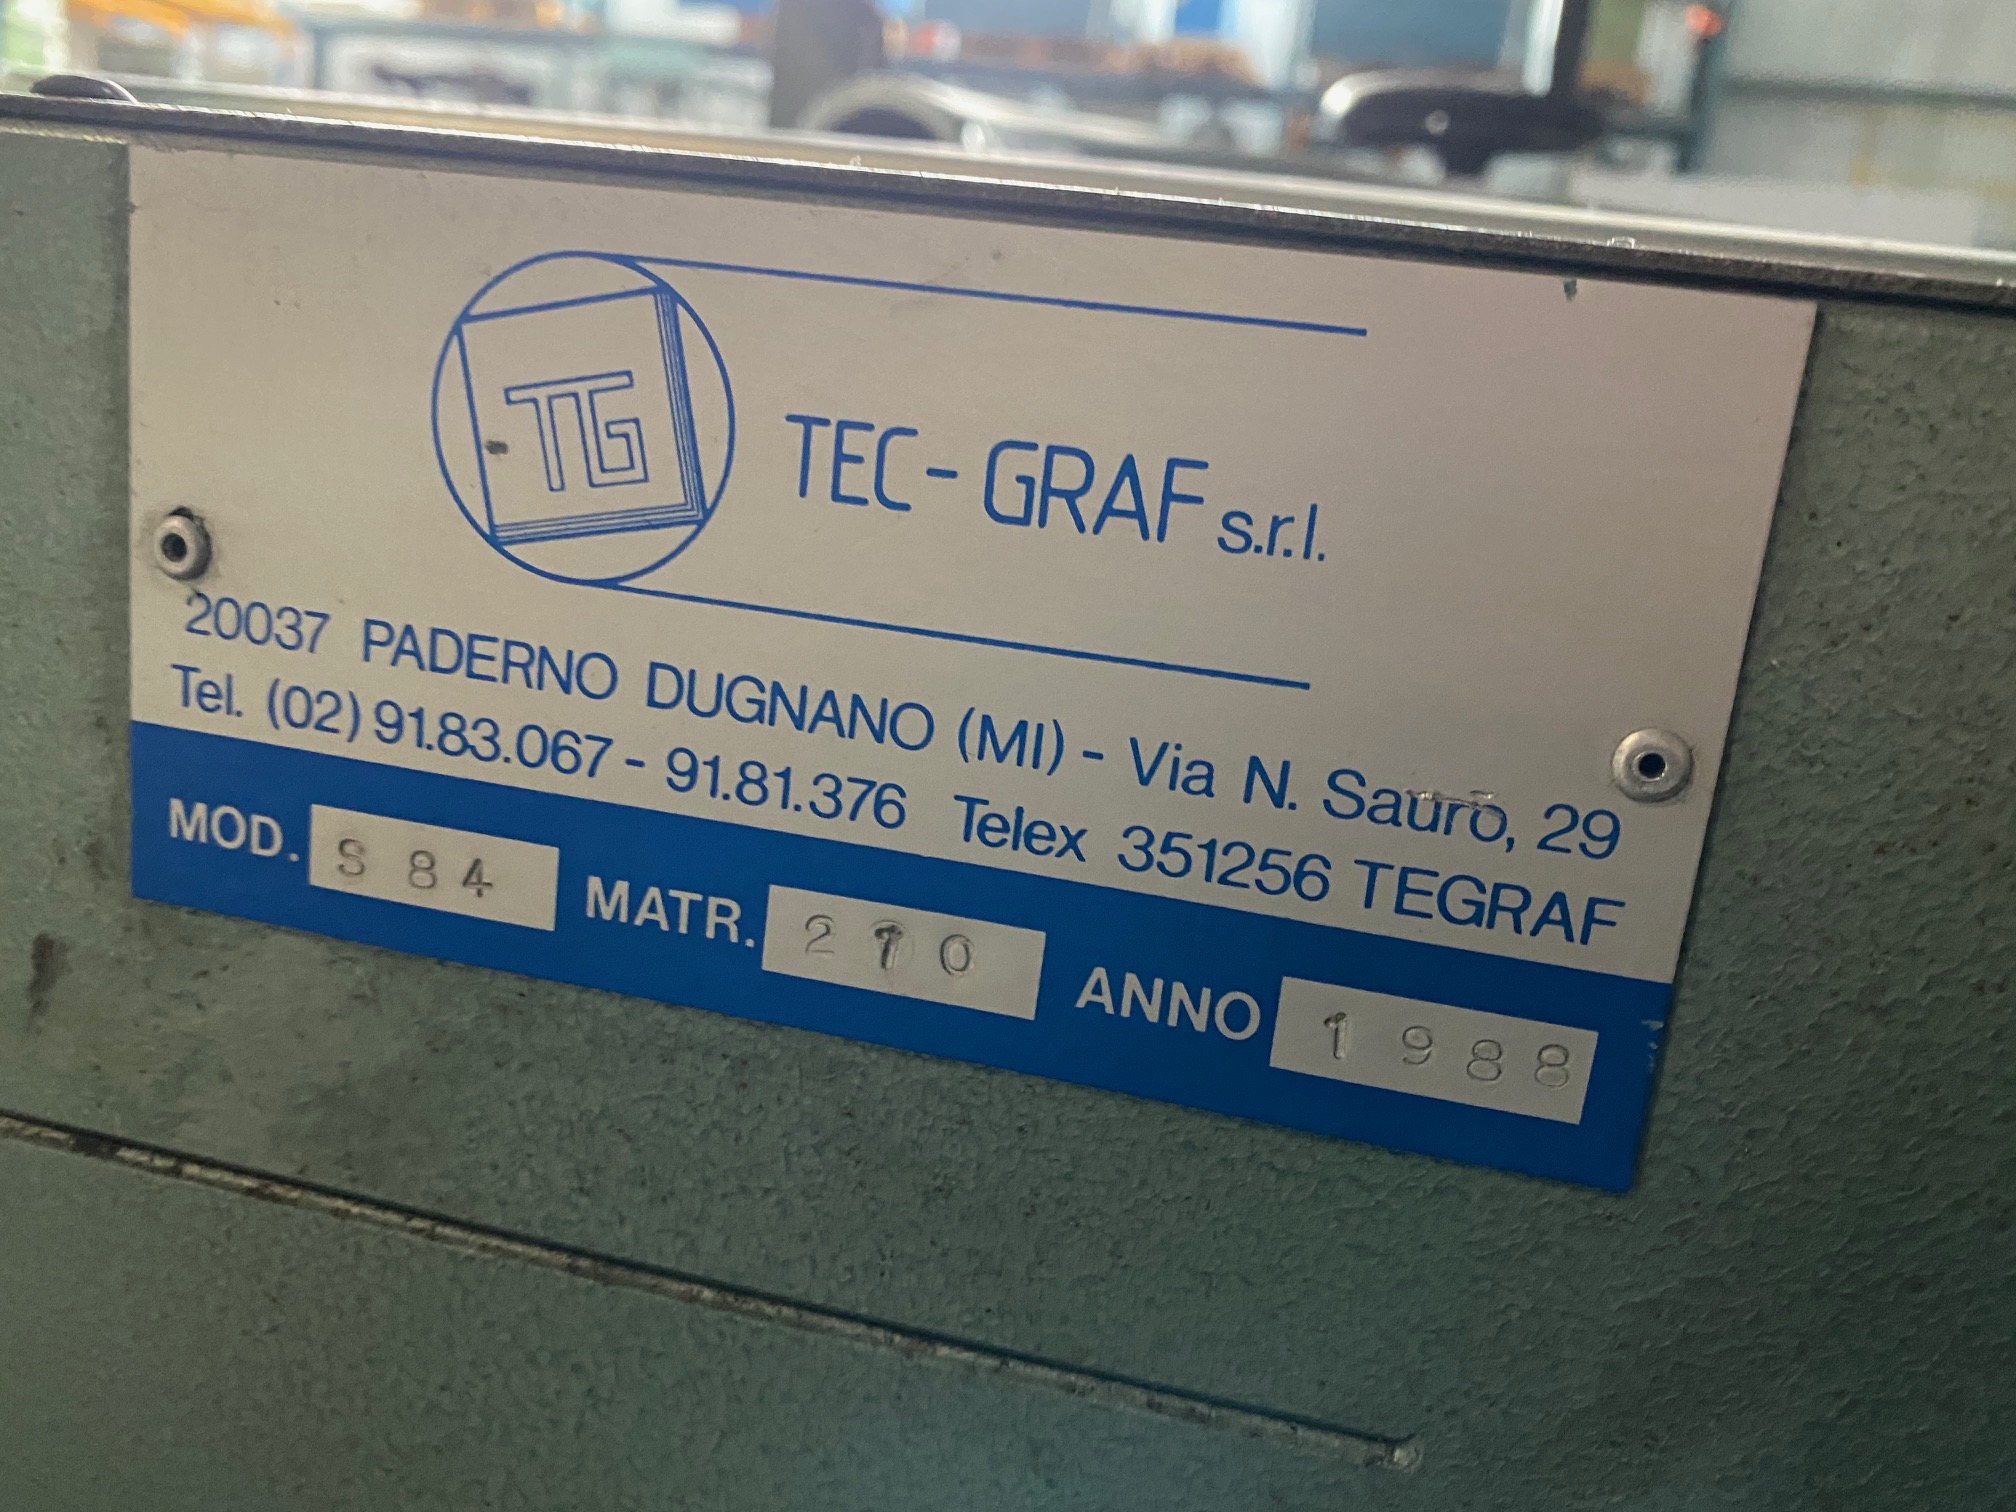 TG
TEC-GRAF s.r.l.
20037 PADERNO DUGNANO (MI) - Via N. Sauro, 29
Tel. (02) 91.83.067 - 91.81.376 Telex 351256 TEGRAF
MOD. S 84 MATR. 210 ANNO 1988